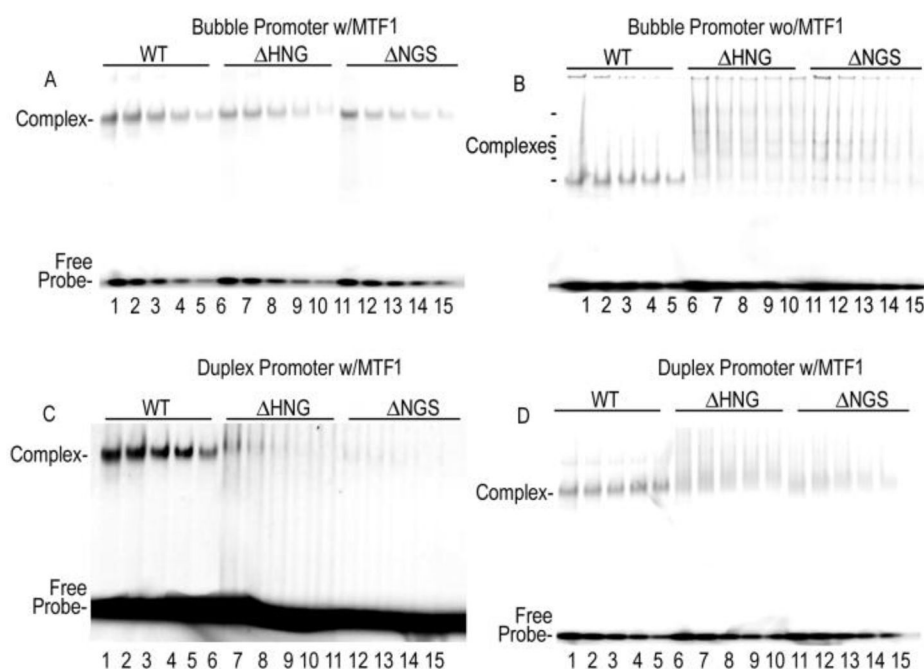 Bubble Promoter w/MTF1
WT ΔHNG ΔNGS
A
Complex-
Free
Probe-
1 2 3 4 5 6 7 8 9 10 11 12 13 14 15
Bubble Promoter wo/MTF1
WT ΔHNG ΔNGS
B
Complexes
1 2 3 4 5 6 7 8 9 10 11 12 13 14 15
Duplex Promoter w/MTF1
WT ΔHNG ΔNGS
C
Complex-
Free
Probe-
1 2 3 4 5 6 7 8 9 10 11 12 13 14 15
Duplex Promoter w/MTF1
WT ΔHNG ΔNGS
D
Complex-
Free
Probe-
1 2 3 4 5 6 7 8 9 10 11 12 13 14 15